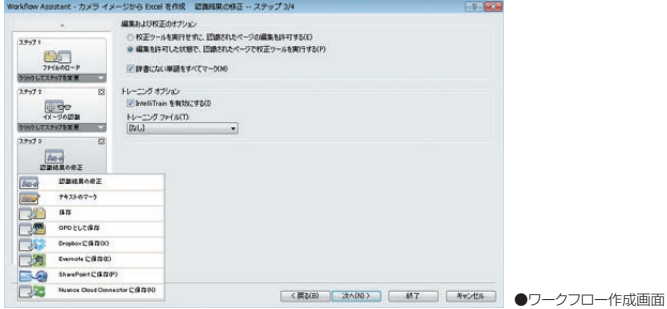 Workflow Assistant - カメラ イメージから Excel を作成　認識結果の修正 -- ステップ 3/4
編集および校正のオプション
校正ツールを実行せずに、認識されたページの編集を許可する(E)
編集を許可した状態で、認識されたページで校正ツールを実行する(P)
辞書にない単語をすべてマーク(M)
トレーニング オプション
IntelliTrain を有効にする(I)
トレーニング ファイル(T)
[なし]
ステップ 1
ファイルのロード
クリックしてステップを変更
ステップ 2
イメージの認識
クリックしてステップを変更
ステップ 3
認識結果の修正
認識結果の修正
テキストのマーク
保存
OPD として保存
Dropbox に保存(X)
Evernote に保存(E)
SharePoint に保存(P)
Nuance Cloud Connector に保存(N)
< 戻る(B)
次へ(N) >
終了
キャンセル
●ワークフロー作成画面